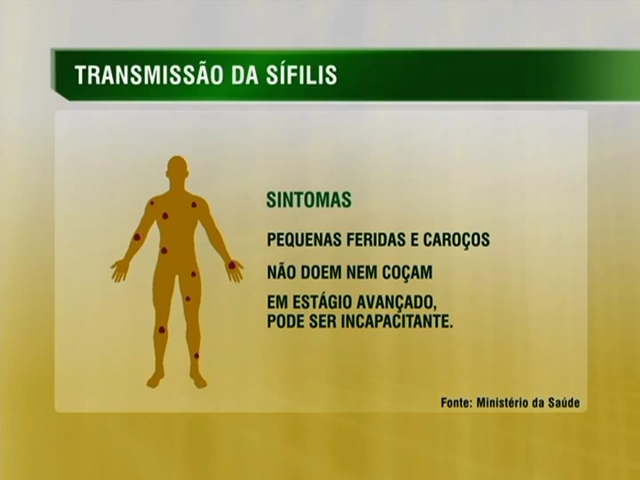 TRANSMISSÃO DA SÍFILIS
SINTOMAS
PEQUENAS FERIDAS E CAROÇOS
NÃO DOEM NEM COÇAM
EM ESTÁGIO AVANÇADO,
PODE SER INCAPACITANTE.
Fonte: Ministério da Saúde